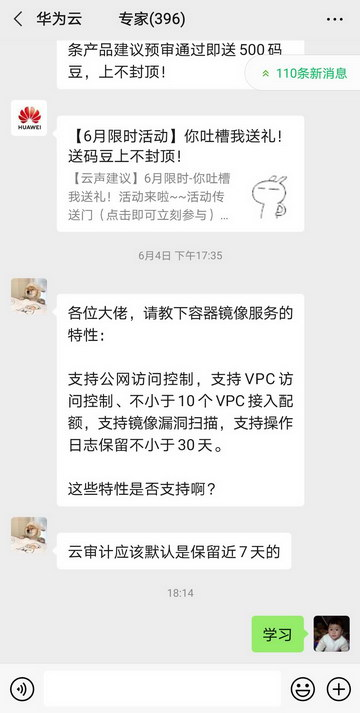 华为云 专家(396)
条产品建议预审通过即送 500 码
豆，上不封顶！
110条新消息
HUAWEI
【6月限时活动】你吐槽我送礼！
送码豆上不封顶！
【云声建议】6月限时-你吐槽
我送礼！活动来啦~~活动传
送门（点击即可立刻参与）...
6月4日 下午17:35
各位大佬，请教下容器镜像服务的
特性：
支持公网访问控制，支持 VPC 访
问控制、不小于 10 个 VPC 接入配
额，支持镜像漏洞扫描，支持操作
日志保留不小于 30 天。
这些特性是否支持啊？
云审计应该默认是保留近 7 天的
18:14
学习